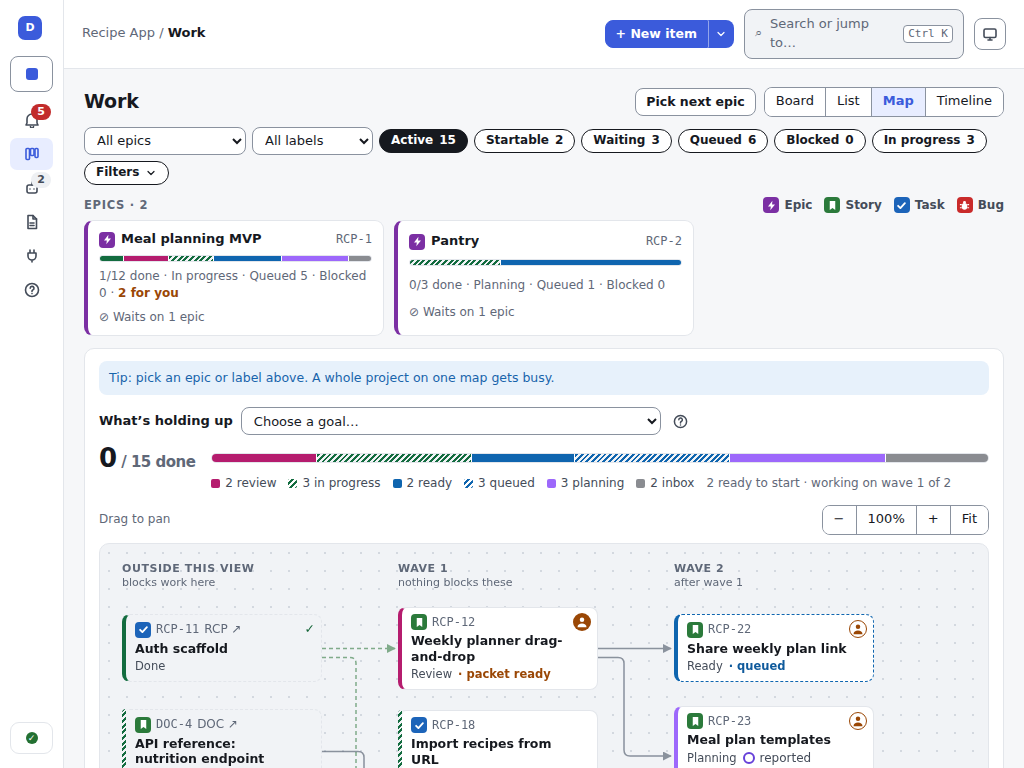 D
Recipe App / Work
+ New item
Search or jump to…
Ctrl K
5
2
Work
Pick next epic
Board
List
Map
Timeline
All epics
All labels
Active 15
Startable 2
Waiting 3
Queued 6
Blocked 0
In progress 3
Filters
EPICS · 2
Epic
Story
Task
Bug
Meal planning MVP
RCP-1
1/12 done · In progress · Queued 5 · Blocked
0 · 2 for you
⊘ Waits on 1 epic
Pantry
RCP-2
0/3 done · Planning · Queued 1 · Blocked 0
⊘ Waits on 1 epic
Tip: pick an epic or label above. A whole project on one map gets busy.
What's holding up
Choose a goal…
0 / 15 done
2 review
3 in progress
2 ready
3 queued
3 planning
2 inbox
2 ready to start · working on wave 1 of 2
Drag to pan
−
100%
+
Fit
OUTSIDE THIS VIEW
blocks work here
WAVE 1
nothing blocks these
WAVE 2
after wave 1
RCP-11 RCP ↗
✓
Auth scaffold
Done
RCP-12
Weekly planner drag-
and-drop
Review · packet ready
RCP-22
Share weekly plan link
Ready · queued
DOC-4 DOC ↗
API reference:
nutrition endpoint
RCP-18
Import recipes from
URL
RCP-23
Meal plan templates
Planning reported